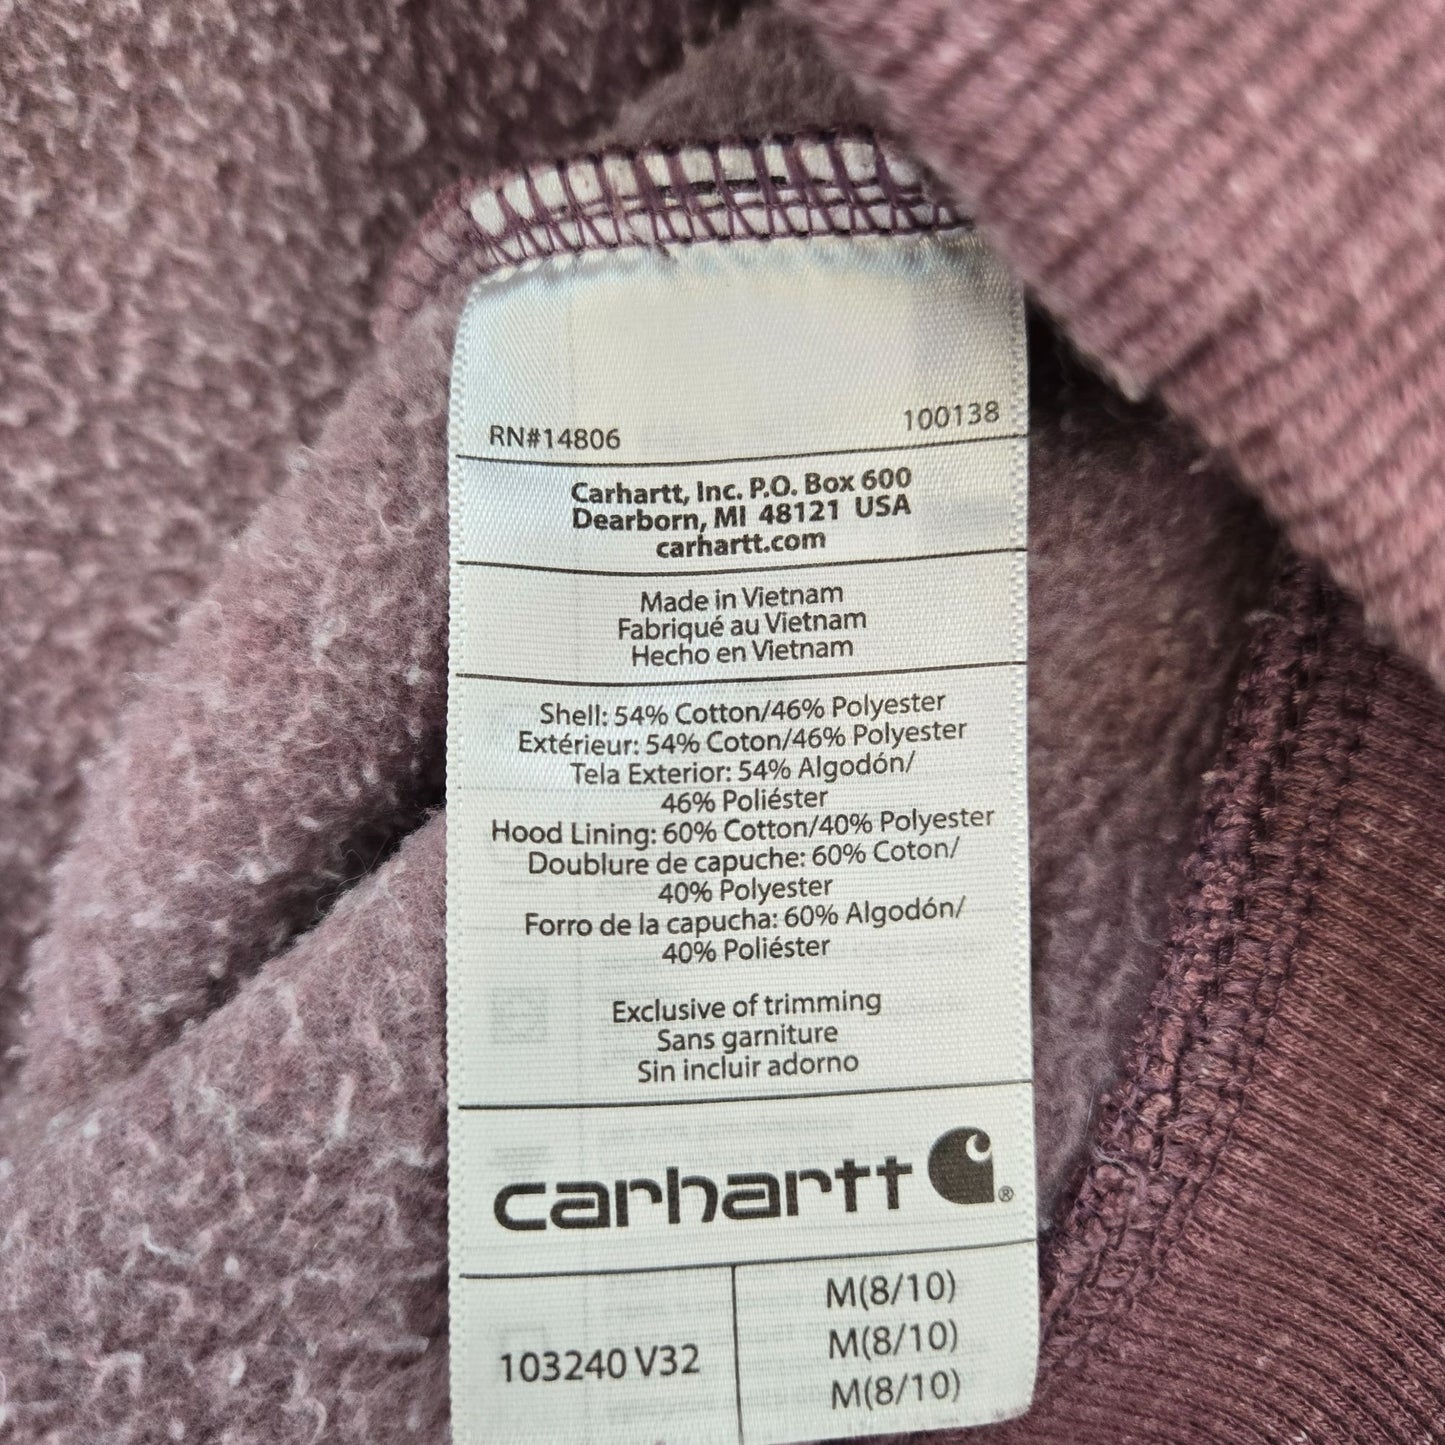 RN#14806 100138
Carhartt, Inc. P.O. Box 600
Dearborn, MI 48121 USA
carhartt.com
Made in Vietnam
Fabriqué au Vietnam
Hecho en Vietnam
Shell: 54% Cotton/46% Polyester
Extérieur: 54% Coton/46% Polyester
Tela Exterior: 54% Algodón/
46% Poliéster
Hood Lining: 60% Cotton/40% Polyester
Doublure de capuche: 60% Coton/
40% Polyester
Forro de la capucha: 60% Algodón/
40% Poliéster
Exclusive of trimming
Sans garniture
Sin incluir adorno
carhartt ®
M(8/10)
103240 V32 M(8/10)
M(8/10)